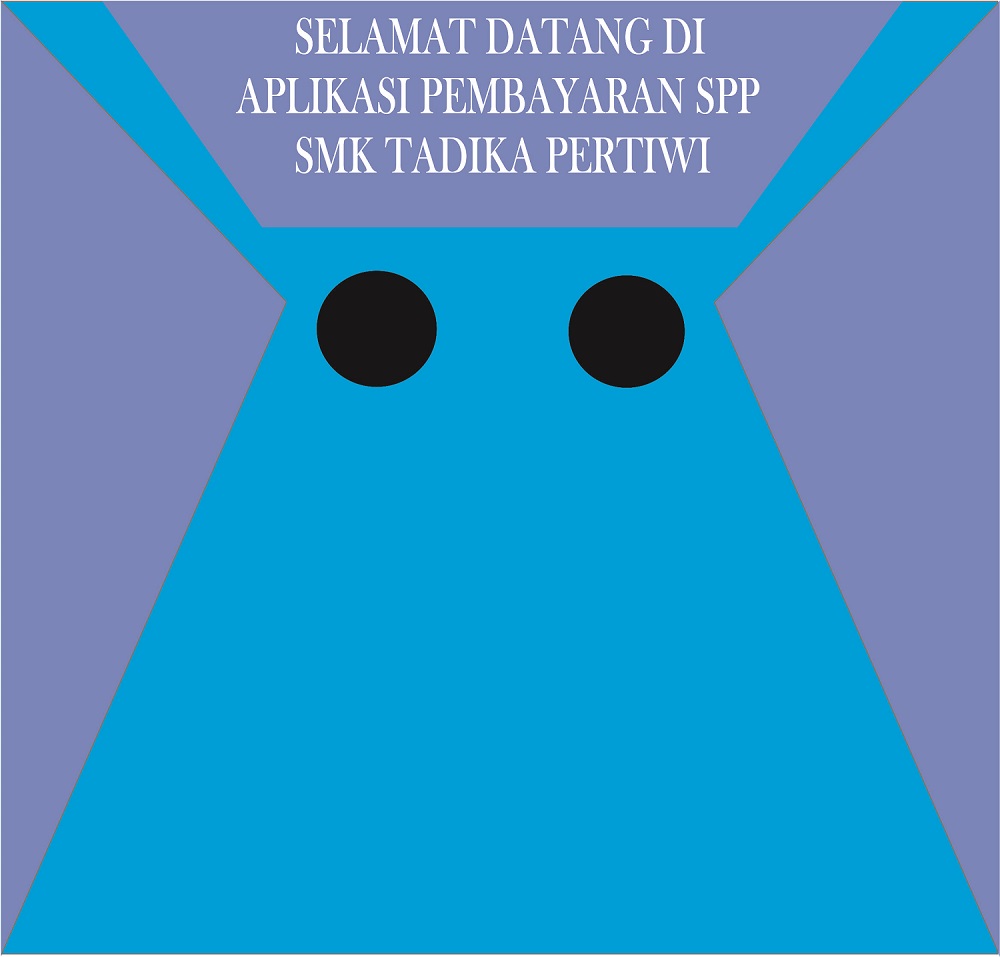 SELAMAT DATANG DI
APLIKASI PEMBAYARAN SPP
SMK TADIKA PERTIWI